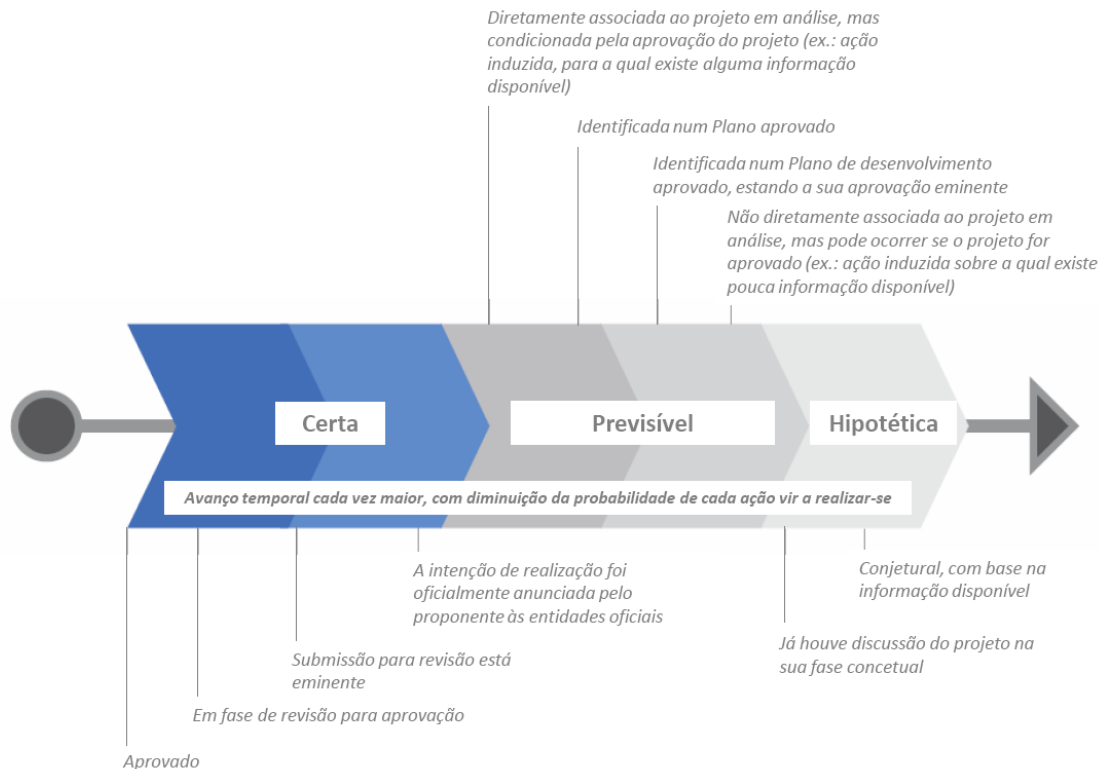 Diretamente associada ao projeto em análise, mas
condicionada pela aprovação do projeto (ex.: ação
induzida, para a qual existe alguma informação
disponível)
Identificada num Plano aprovado
Identificada num Plano de desenvolvimento
aprovado, estando a sua aprovação eminente
Não diretamente associada ao projeto em
análise, mas pode ocorrer se o projeto for
aprovado (ex.: ação induzida sobre a qual existe
pouca informação disponível)
Certa
Previsível
Hipotética
Avanço temporal cada vez maior, com diminuição da probabilidade de cada ação vir a realizar-se
A intenção de realização foi
oficialmente anunciada pelo
proponente às entidades oficiais
Conjetural, com base na
informação disponível
Submissão para revisão está
eminente
Já houve discussão do projeto na
sua fase concetual
Em fase de revisão para aprovação
Aprovado